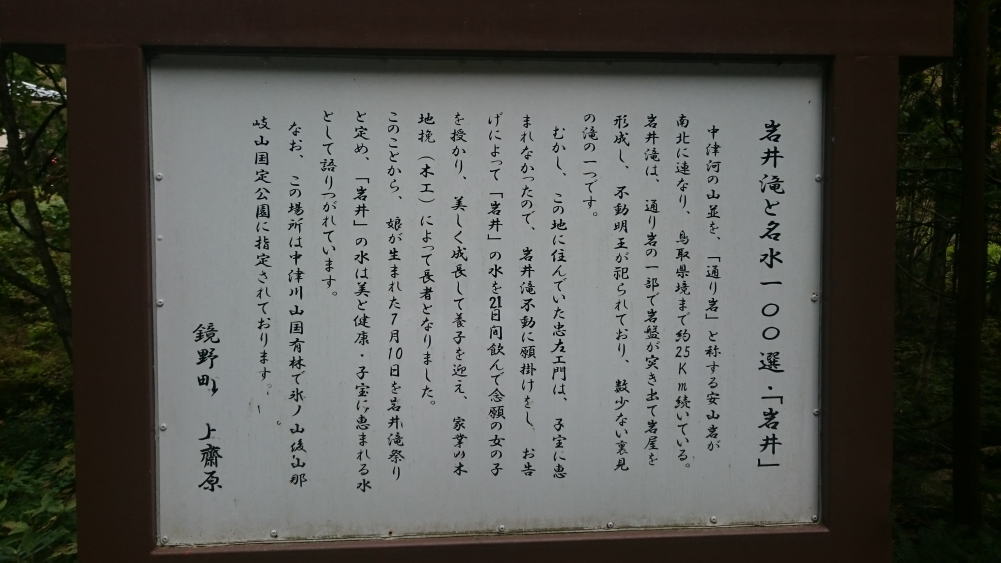 岩井滝と名水一〇〇選・「岩井」
中津河の山並を、「通り岩」と称する安山岩が
南北に連なり、鳥取県境まで約25Km続いている。
岩井滝は、通り岩の一部で岩盤が突き出て岩屋を
形成し、不動明王が祀られており、数少ない裏見
の滝の一つです。
むかし、この地に住んでいた忠左エ門は、子宝に恵
まれなかったので、岩井滝不動に願掛けをし、お告
げによって「岩井」の水を21日间飲んで念願の女の子
を授かり、美しく成長して養子を迎え、家業の木
地挽（木工）によって長者となりました。
このことから、娘が生まれた7月10日を岩井滝祭り
と定め、「岩井」の水は美と健康・子宝に恵まれる水
として語りつがれています。
なお、この場所は中津川山国有林で氷ノ山後山那
岐山国定公園に指定されております。
鏡野町 上齋原